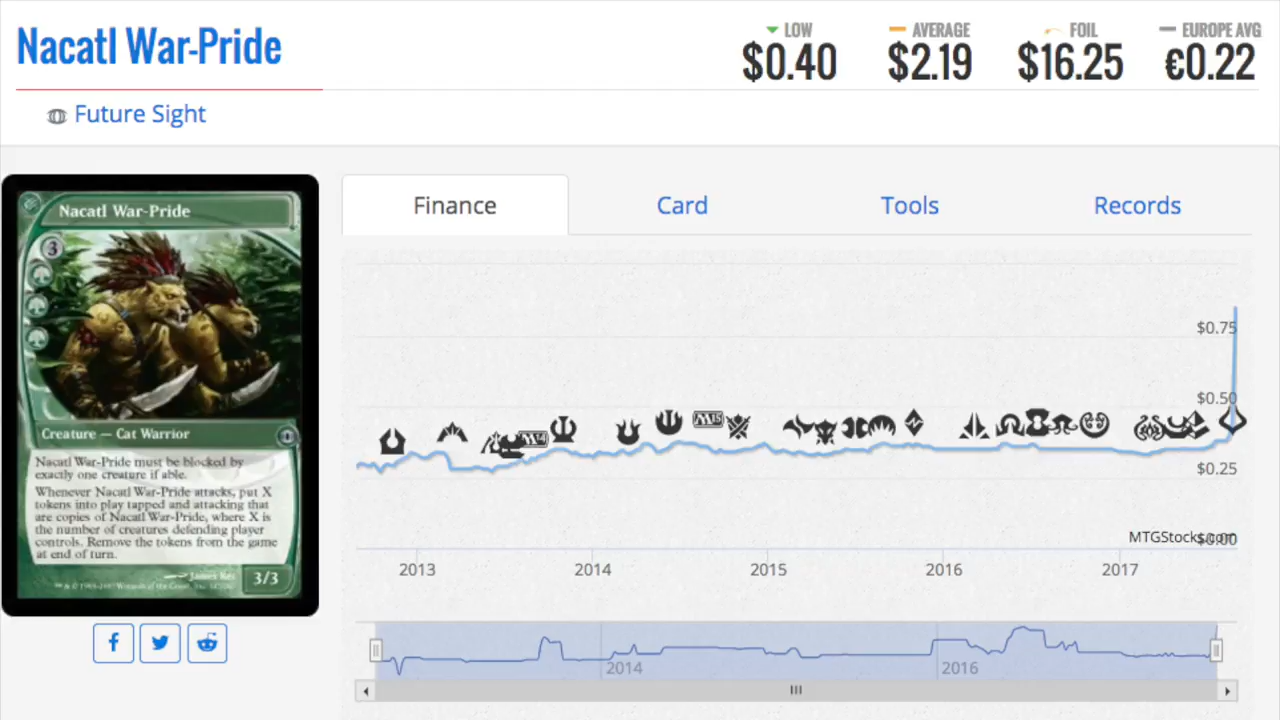 Nacatl War-Pride
LOW
$0.40
AVERAGE
$2.19
FOIL
$16.25
EUROPE AVG
€0.22
Future Sight
Nacatl War-Pride
3
Creature — Cat Warrior
Nacatl War-Pride must be blocked by
exactly one creature if able.
Whenever Nacatl War-Pride attacks, put X
tokens into play tapped and attacking that
are copies of Nacatl War-Pride, where X is
the number of creatures defending player
controls. Remove the tokens from the game
at end of turn.
James Kei
3/3
Finance
Card
Tools
Records
$0.75
$0.50
$0.25
$0.00
M15
MTGStocks.com
2013
2014
2015
2016
2017
2014
2016